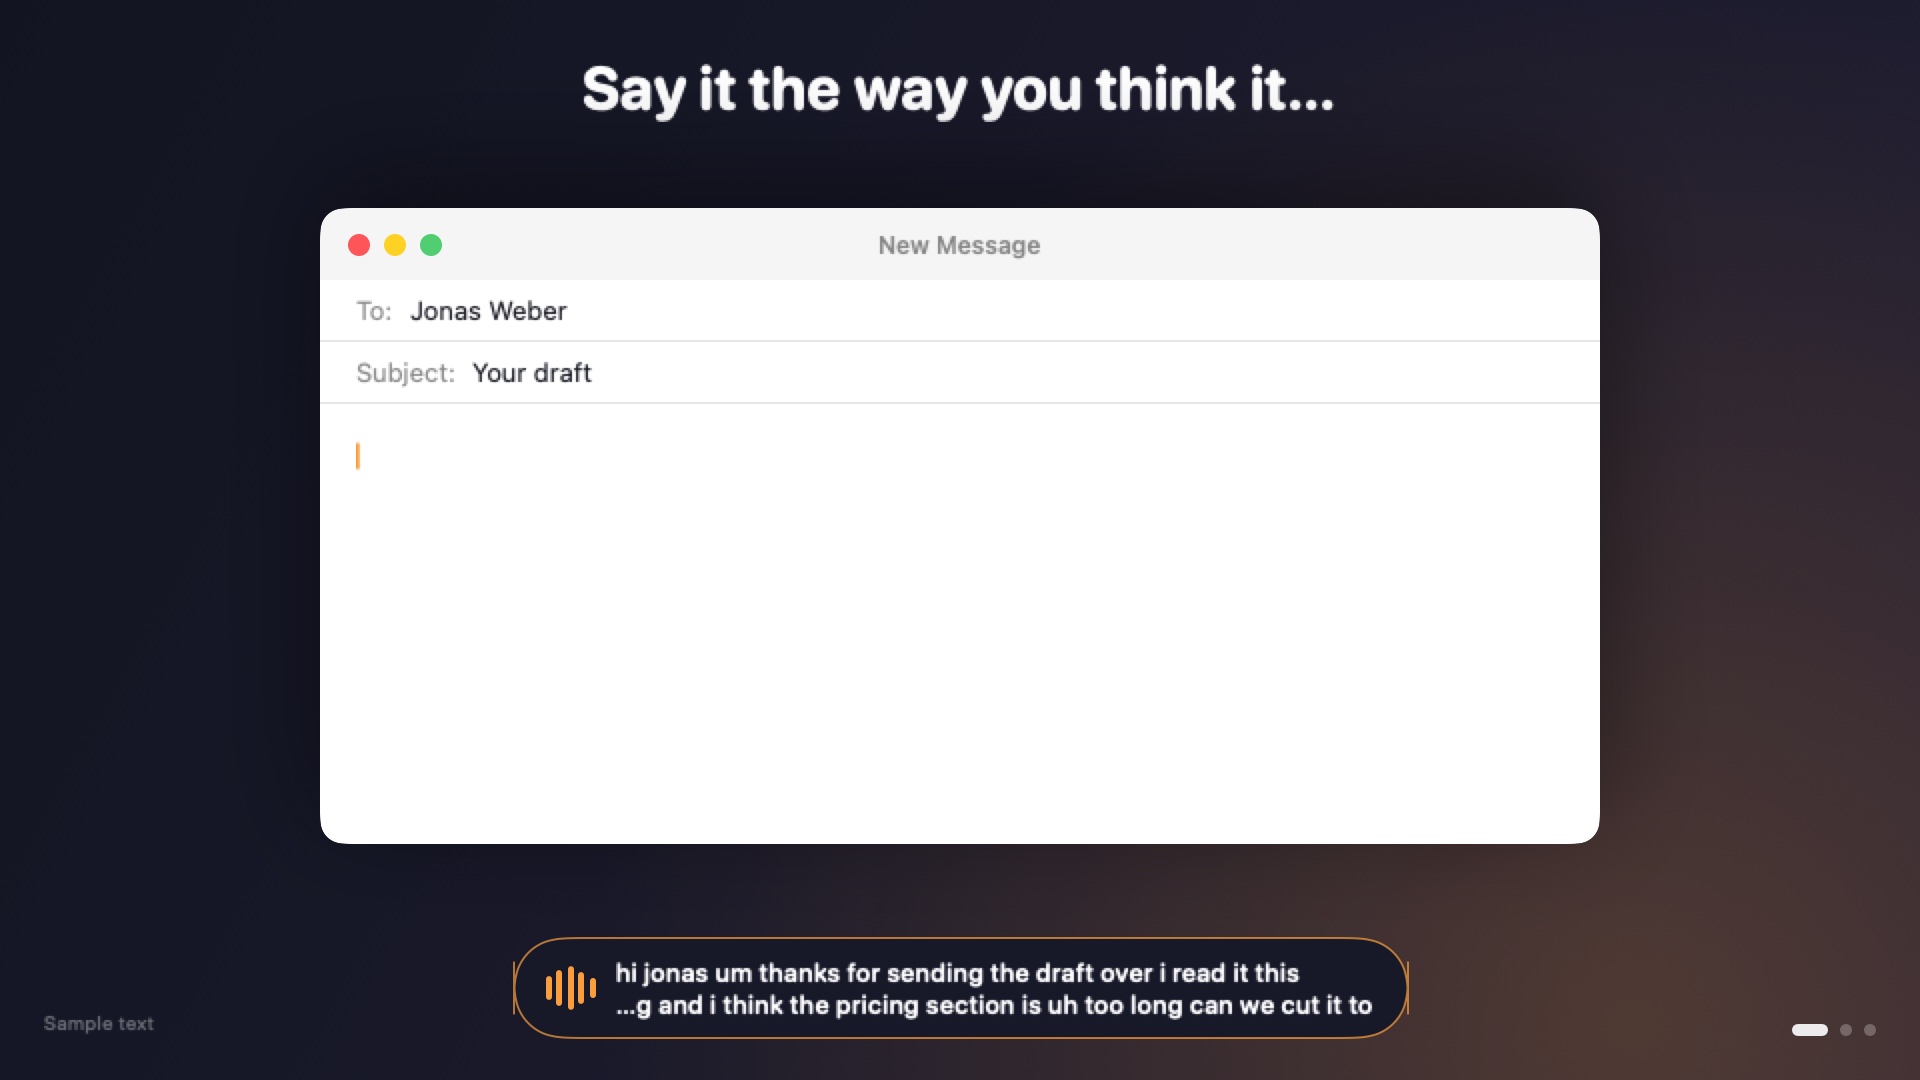 Say it the way you think it...
New Message
To: Jonas Weber
Subject: Your draft
hi jonas um thanks for sending the draft over i read it this
...g and i think the pricing section is uh too long can we cut it to
Sample text